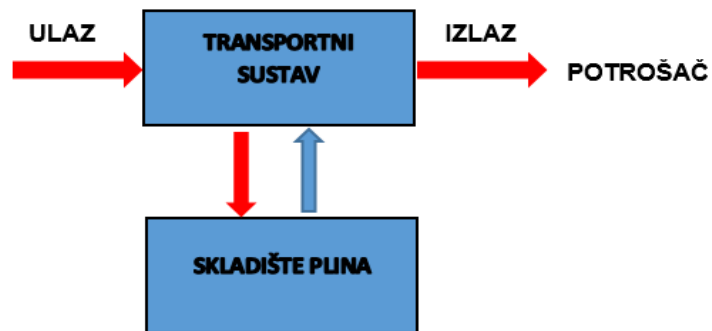 ULAZ
TRANSPORTNI
SUSTAV
IZLAZ
POTROŠAČ
SKLADIŠTE PLINA